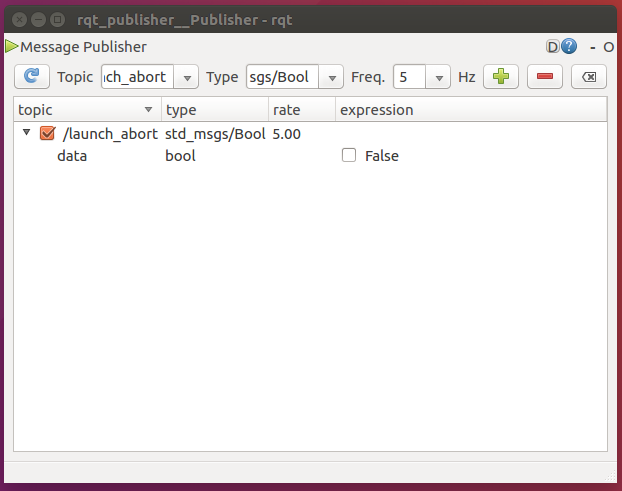 rqt_publisher__Publisher - rqt
Message Publisher D ? - O
Topic ich_abort Type sgs/Bool Freq. 5 Hz
topic type rate expression
/launch_abort std_msgs/Bool 5.00
data bool False